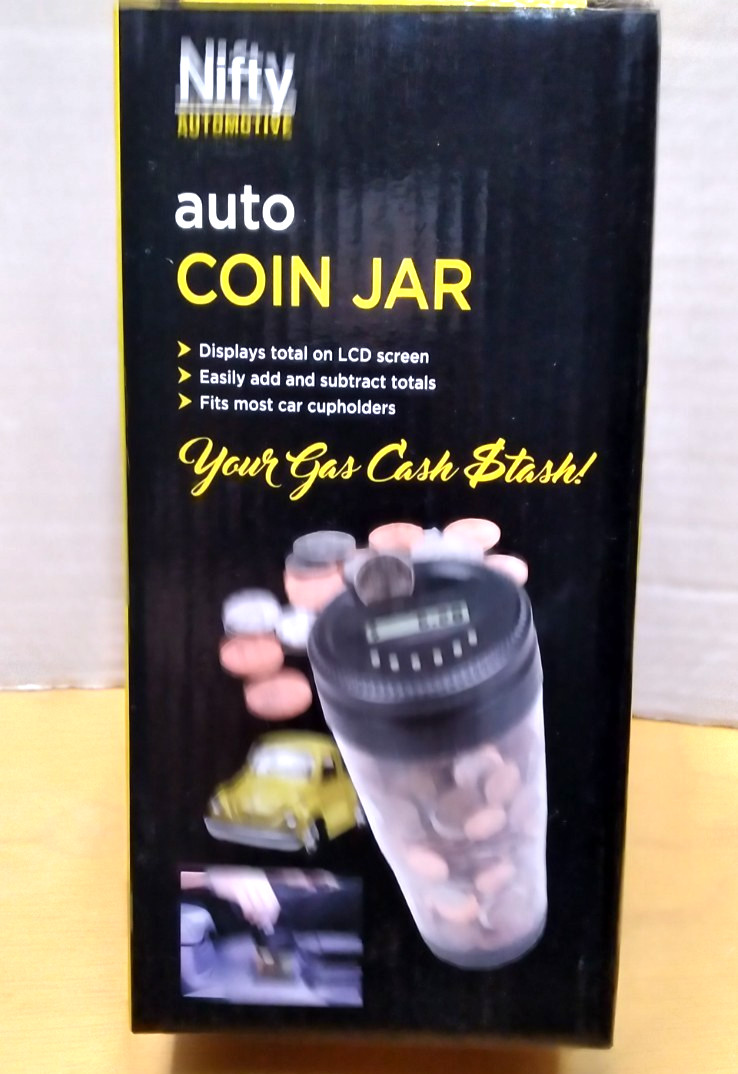 Nifty
AUTOMOTIVE
auto
COIN JAR
Displays total on LCD screen
Easily add and subtract totals
Fits most car cupholders
Your Gas Cash $tash!